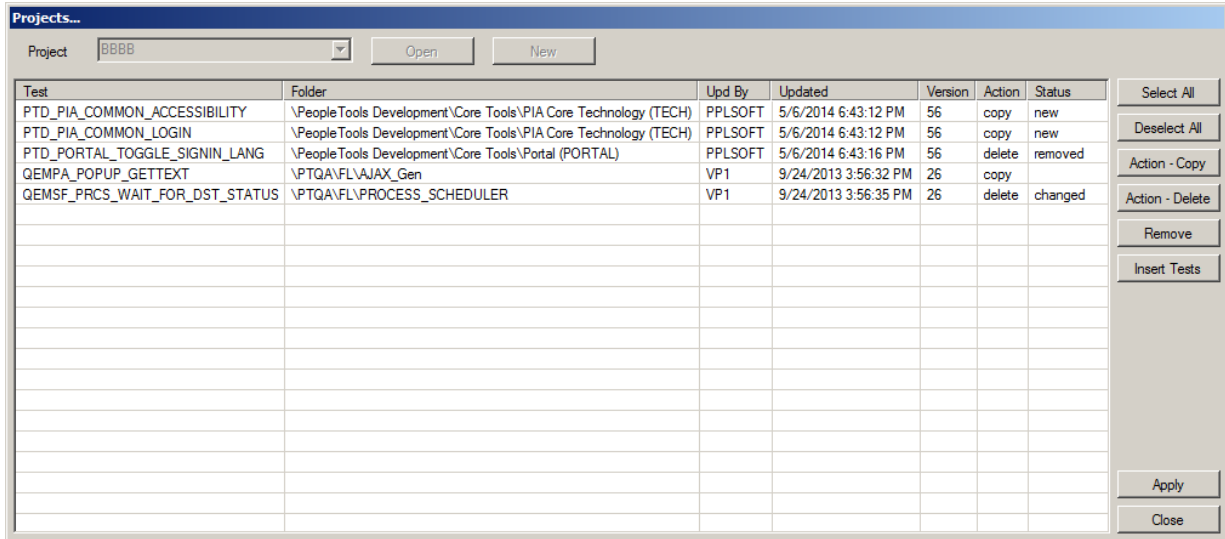 Projects...
Project BBBB Open New
Test Folder Upd By Updated Version Action Status
PTD_PIA_COMMON_ACCESSIBILITY \PeopleTools Development\Core Tools\PIA Core Technology (TECH) PPLSOFT 5/6/2014 6:43:12 PM 56 copy new
PTD_PIA_COMMON_LOGIN \PeopleTools Development\Core Tools\PIA Core Technology (TECH) PPLSOFT 5/6/2014 6:43:12 PM 56 copy new
PTD_PORTAL_TOGGLE_SIGNIN_LANG \PeopleTools Development\Core Tools\Portal (PORTAL) PPLSOFT 5/6/2014 6:43:16 PM 56 delete removed
QEMPA_POPUP_GETTEXT \PTQA\FL\AJAX_Gen VP1 9/24/2013 3:56:32 PM 26 copy
QEMSF_PRCS_WAIT_FOR_DST_STATUS \PTQA\FL\PROCESS_SCHEDULER VP1 9/24/2013 3:56:35 PM 26 delete changed
Select All
Deselect All
Action - Copy
Action - Delete
Remove
Insert Tests
Apply
Close